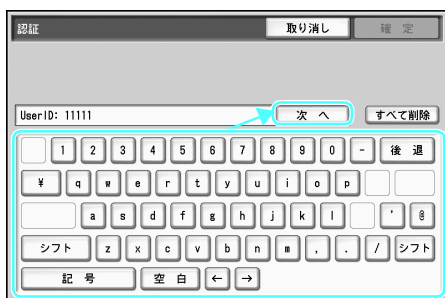 認証 取り消し 確 定
UserID: 11111 次 へ すべて削除
1 2 3 4 5 6 7 8 9 0 - 後 退
¥ q w e r t y u i o p
a s d f g h j k l ' @
シフト z x c v b n m , . / シフト
記 号 空 白 ← →